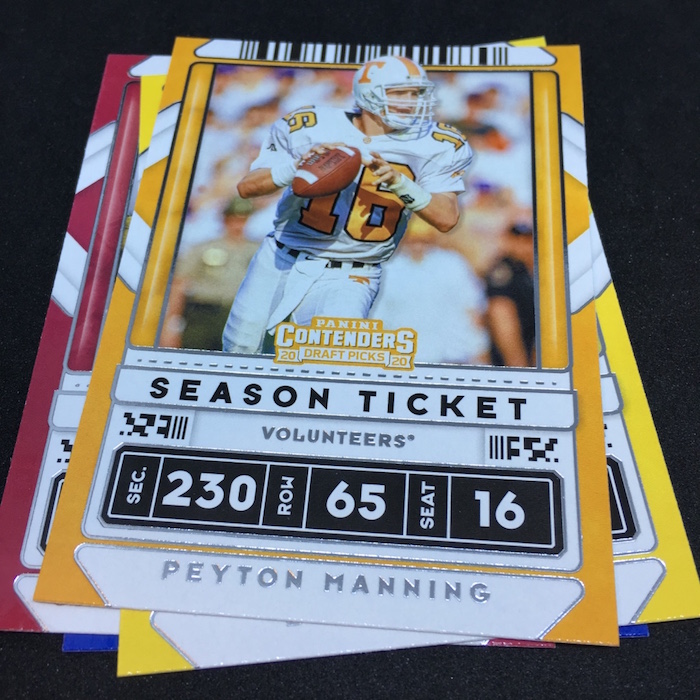 16
16
16
PANINI
CONTENDERS
20 DRAFT PICKS 20
SEASON TICKET
VOLUNTEERS®
SEC. 230 ROW 65 SEAT 16
PEYTON MANNING